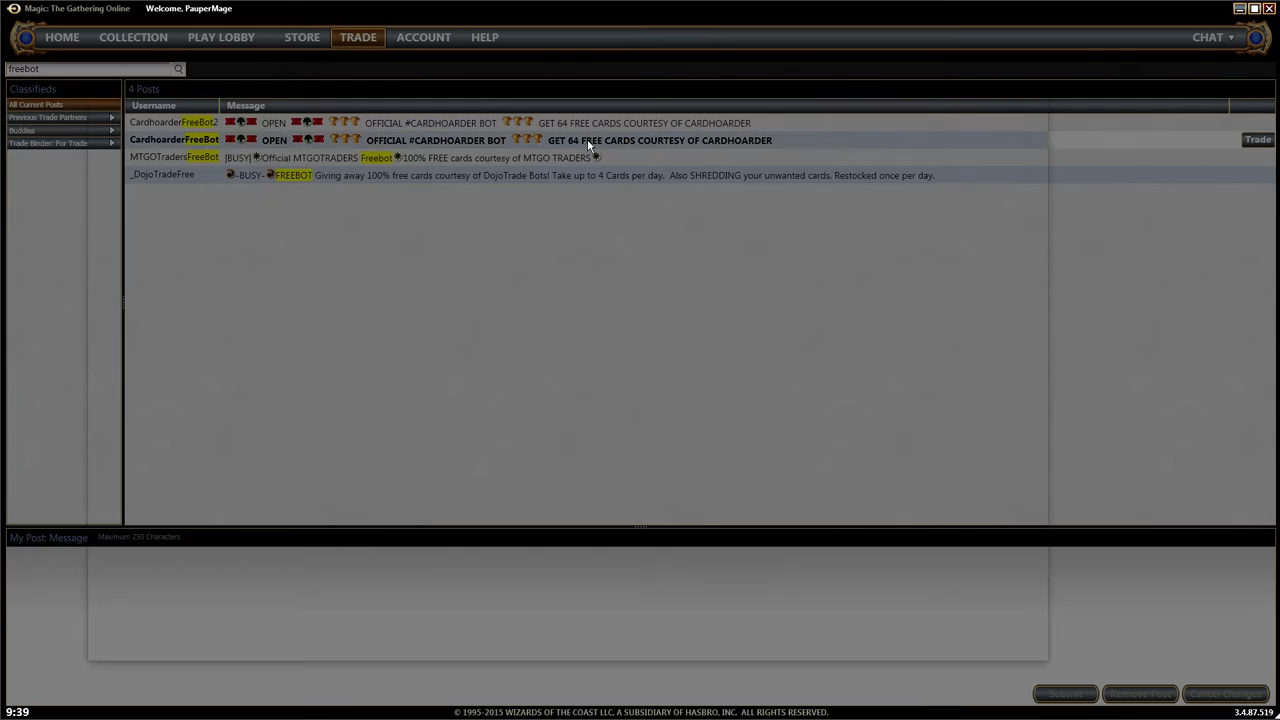 Magic: The Gathering Online Welcome, PauperMage
HOME COLLECTION PLAY LOBBY STORE TRADE ACCOUNT HELP CHAT
freebot
Classifieds 4 Posts
All Current Posts Username Message
Previous Trade Partners
Buddies
Trade Binder: For Trade
CardhoarderFreeBot2 OPEN OFFICIAL #CARDHOARDER BOT GET 64 FREE CARDS COURTESY OF CARDHOARDER
CardhoarderFreeBot OPEN OFFICIAL #CARDHOARDER BOT GET 64 FREE CARDS COURTESY OF CARDHOARDER Trade
MTGOTradersFreeBot |BUSY| Official MTGOTRADERS Freebot 100% FREE cards courtesy of MTGO TRADERS
_DojoTradeFree -BUSY- FREEBOT Giving away 100% free cards courtesy of DojoTrade Bots! Take up to 4 Cards per day. Also SHREDDING your unwanted cards. Restocked once per day.
My Post: Message Maximum 250 Characters
Submit Remove Post Cancel Changes
9:39 © 1995-2015 WIZARDS OF THE COAST LLC, A SUBSIDIARY OF HASBRO, INC. ALL RIGHTS RESERVED. 3.4.87.519